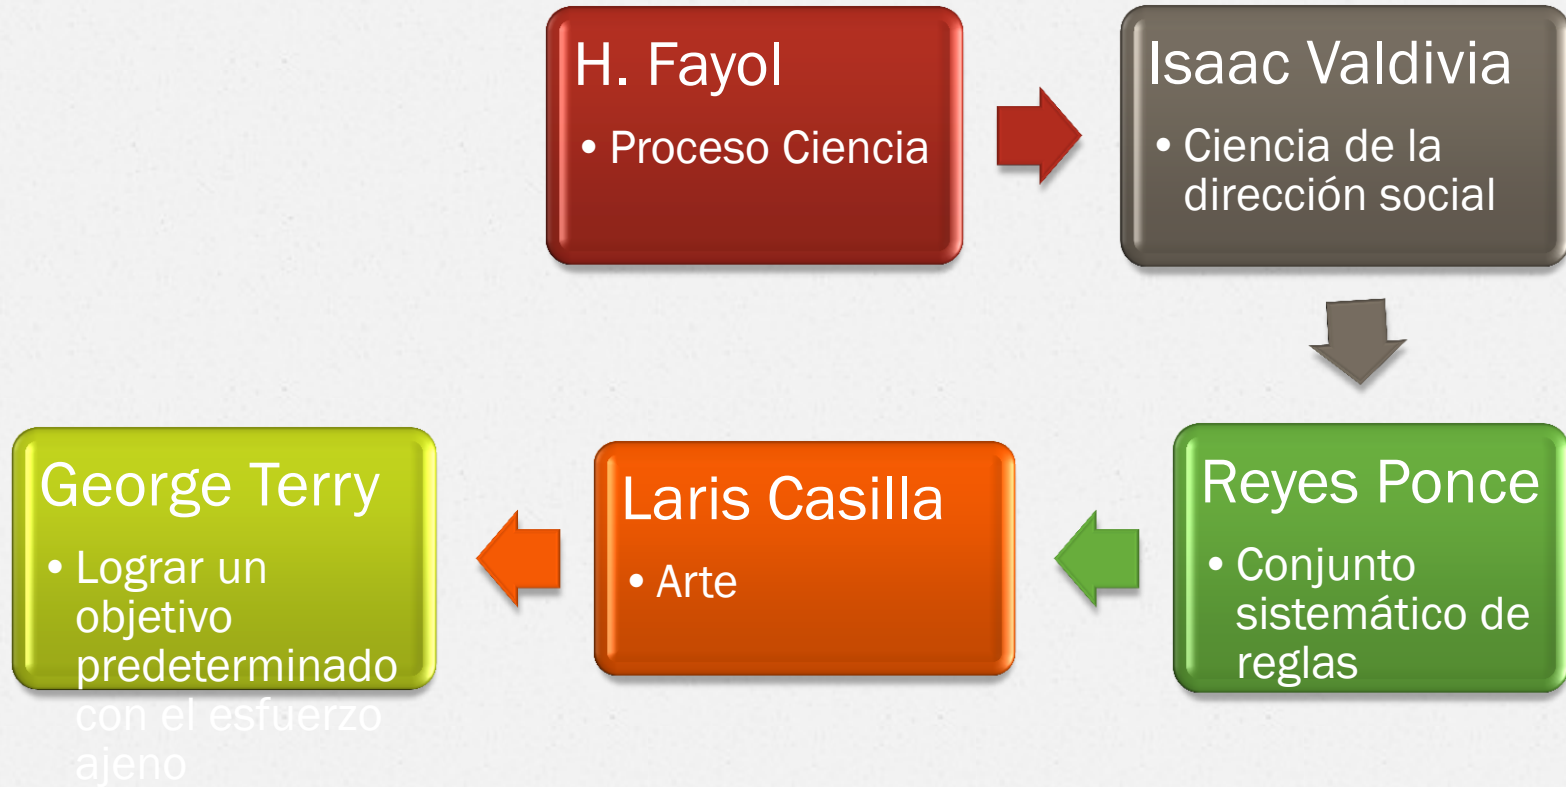 H. Fayol
• Proceso Ciencia
Isaac Valdivia
• Ciencia de la
dirección social
Reyes Ponce
• Conjunto
sistemático de
reglas
Laris Casilla
• Arte
George Terry
• Lograr un
objetivo
predeterminado
con el esfuerzo
ajeno